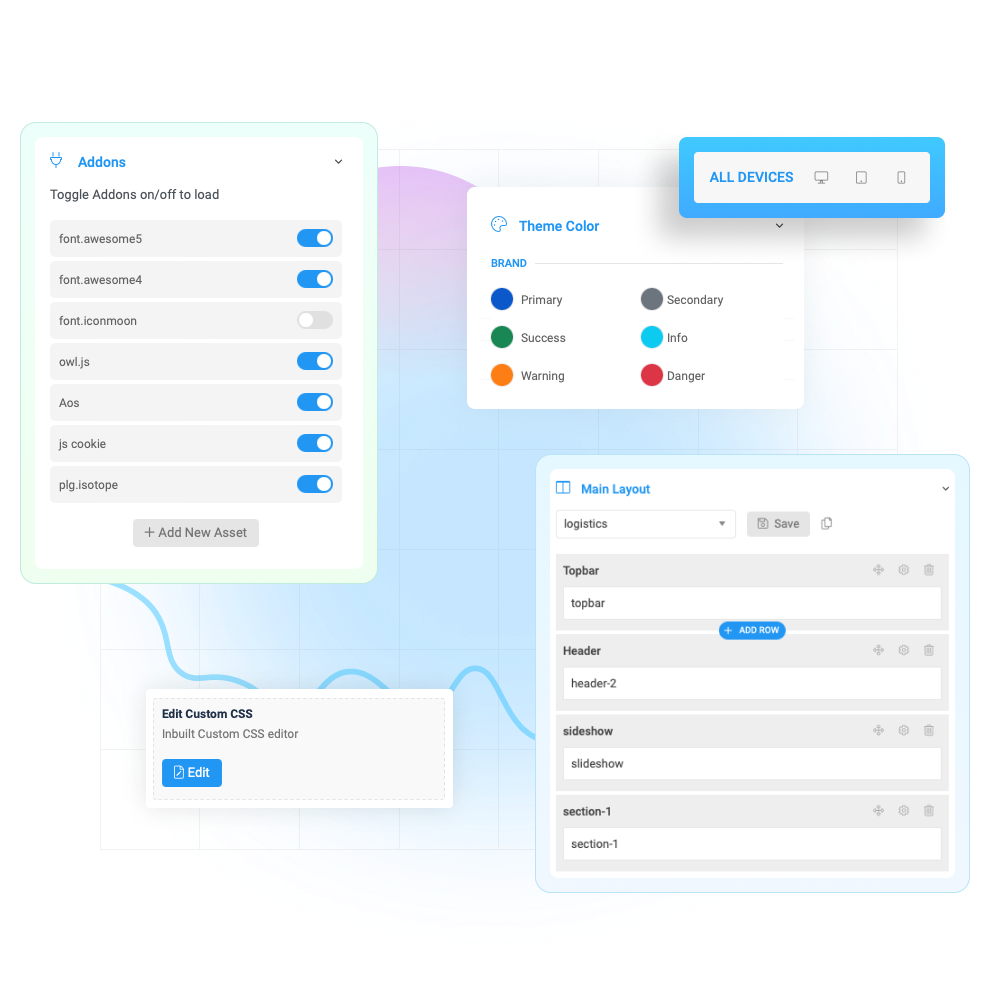 Addons
Toggle Addons on/off to load
font.awesome5
font.awesome4
font.iconmoon
owl.js
Aos
js cookie
plg.isotope
+ Add New Asset
ALL DEVICES
Theme Color
BRAND
Primary Secondary
Success Info
Warning Danger
Main Layout
logistics Save
Topbar
topbar
+ ADD ROW
Header
header-2
sideshow
slideshow
section-1
section-1
Edit Custom CSS
Inbuilt Custom CSS editor
Edit